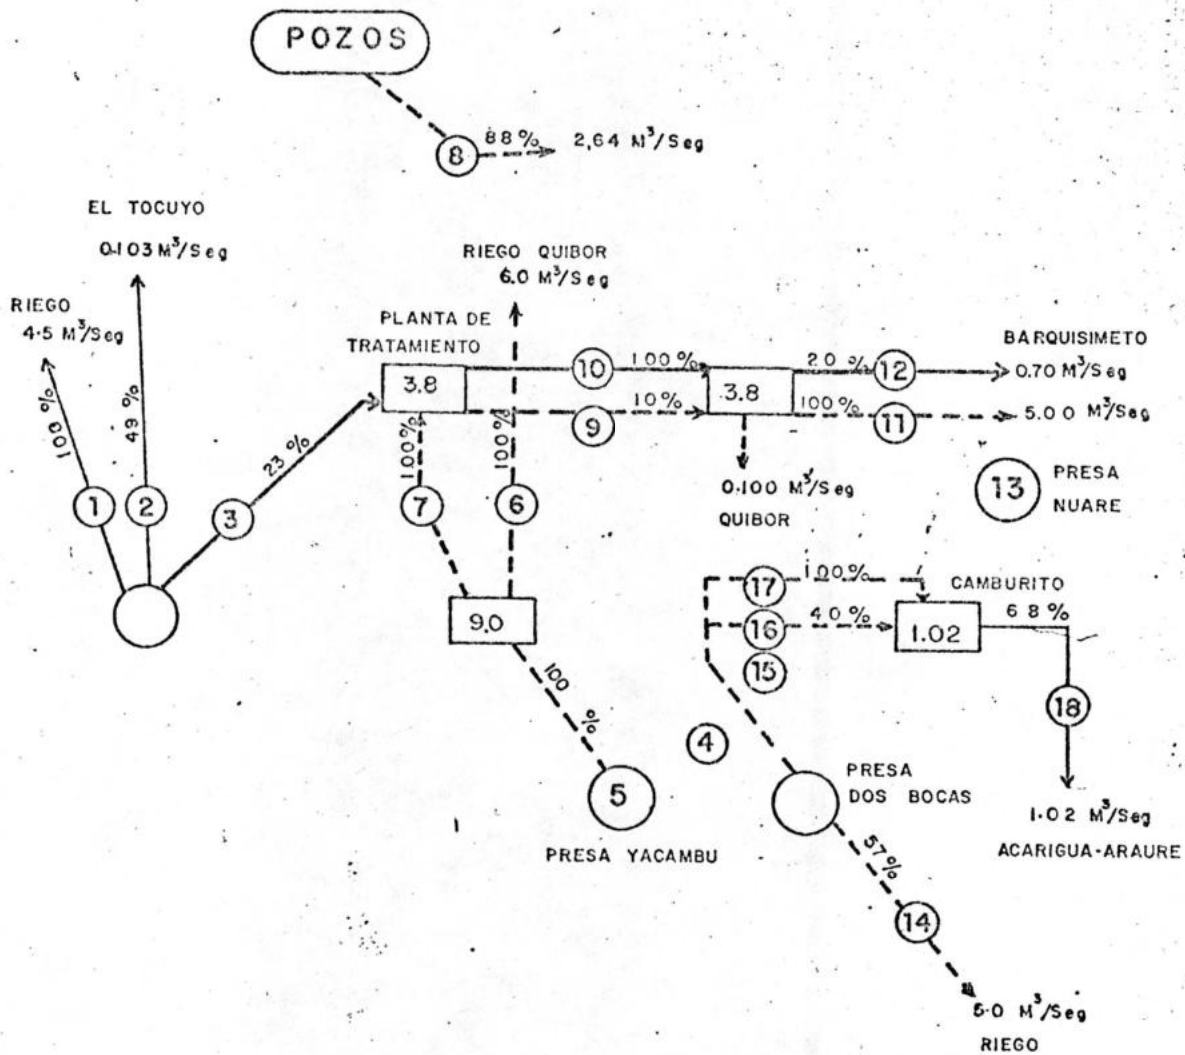 POZOS
8
88%
2,64 M³/Seg
EL TOCUYO
0.103 M³/Seg
RIEGO
4.5 M³/Seg
RIEGO QUIBOR
6.0 M³/Seg
PLANTA DE
TRATAMIENTO
3.8
10
100%
9
10%
3.8
20%
12
100%
11
BARQUISIMETO
0.70 M³/Seg
5.00 M³/Seg
100%
49%
23%
100%
100%
1
2
3
7
6
0.100 M³/Seg
QUIBOR
13
PRESA
NUARE
9.0
100 %
5
PRESA YACAMBU
4
17
100%
16
40%
15
CAMBURITO
1.02
68%
18
1.02 M³/Seg
ACARIGUA-ARAURE
PRESA
DOS BOCAS
57%
14
5.0 M³/Seg
RIEGO